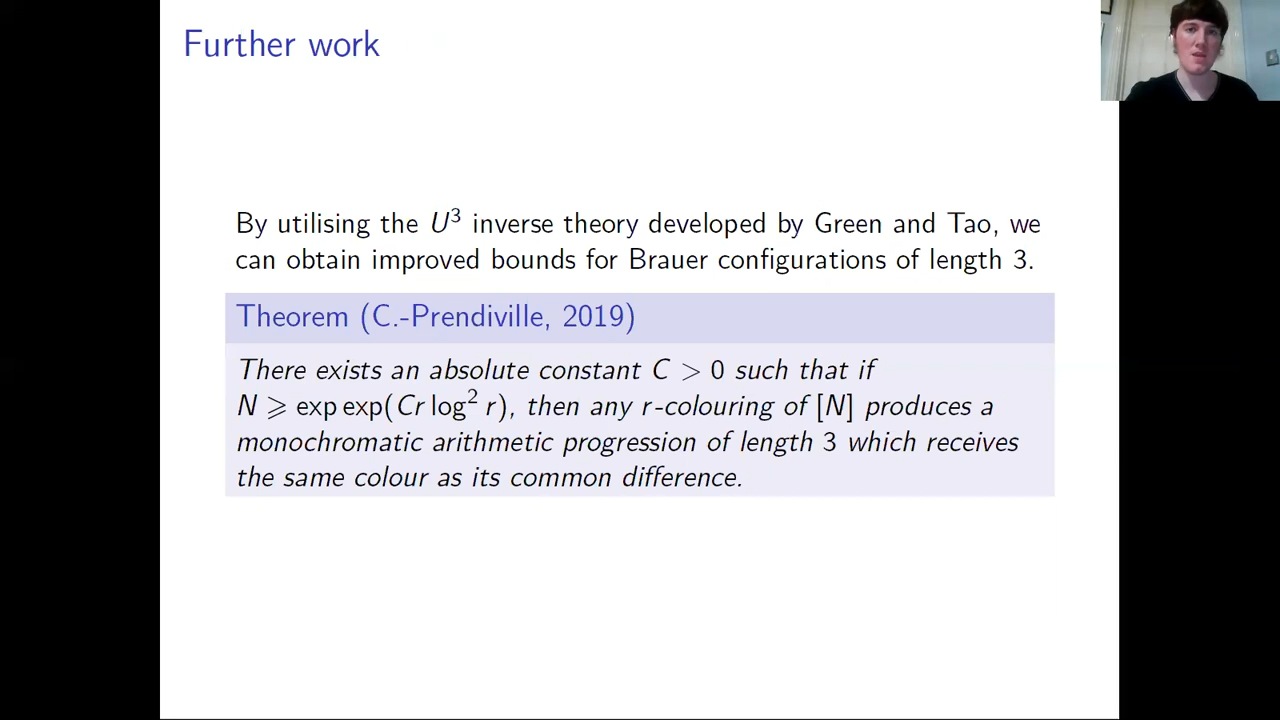 Further work
By utilising the U³ inverse theory developed by Green and Tao, we
can obtain improved bounds for Brauer configurations of length 3.
Theorem (C.-Prendiville, 2019)
There exists an absolute constant C > 0 such that if
N ⩾ exp exp(Cr log² r), then any r-colouring of [N] produces a
monochromatic arithmetic progression of length 3 which receives
the same colour as its common difference.